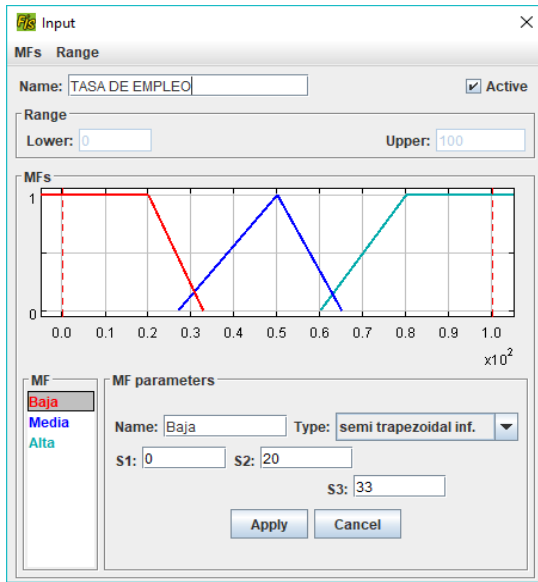 Fis Input
MFs Range
Name: TASA DE EMPLEO Active
Range
Lower: 0 Upper: 100
MFs
1
0
0.0 0.1 0.2 0.3 0.4 0.5 0.6 0.7 0.8 0.9 1.0
x10²
MF
Baja
Media
Alta
MF parameters
Name: Baja Type: semi trapezoidal inf.
S1: 0 S2: 20
S3: 33
Apply Cancel